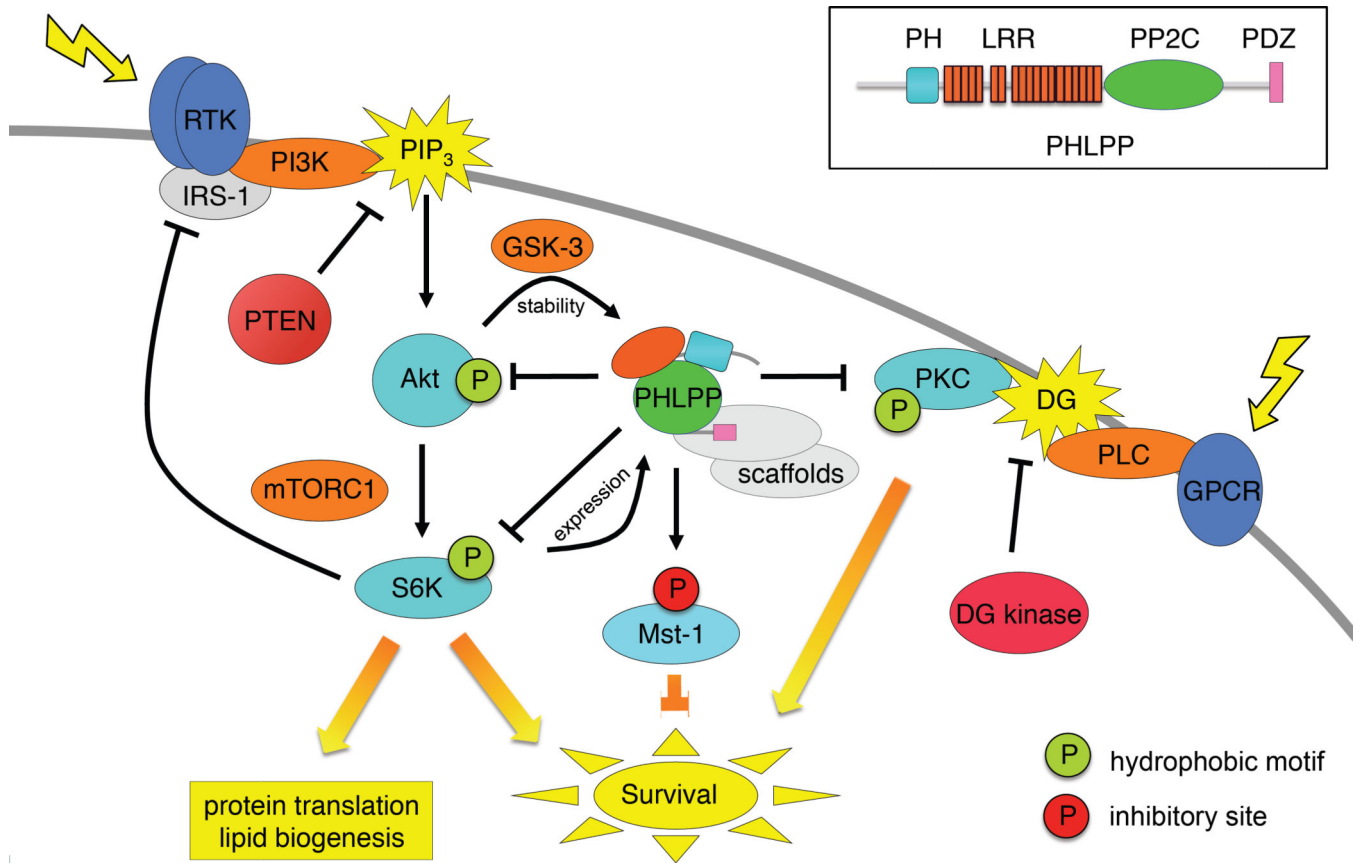 PH LRR PP2C PDZ
PHLPP
RTK
PI3K
PIP3
IRS-1
GSK-3
stability
PTEN
Akt
P
PHLPP
PKC
P
DG
PLC
GPCR
scaffolds
mTORC1
expression
S6K
P
P
Mst-1
DG kinase
protein translation
lipid biogenesis
Survival
P hydrophobic motif
P inhibitory site